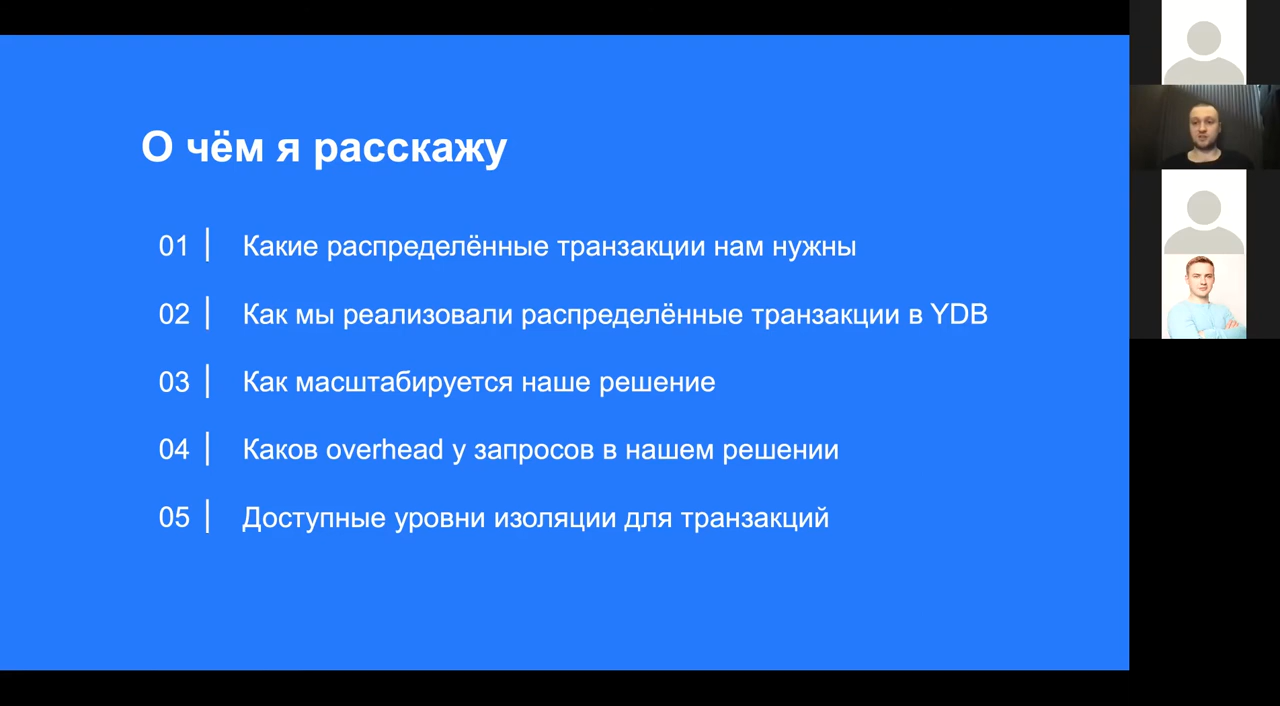 О чём я расскажу
01 | Какие распределённые транзакции нам нужны
02 | Как мы реализовали распределённые транзакции в YDB
03 | Как масштабируется наше решение
04 | Каков overhead у запросов в нашем решении
05 | Доступные уровни изоляции для транзакций